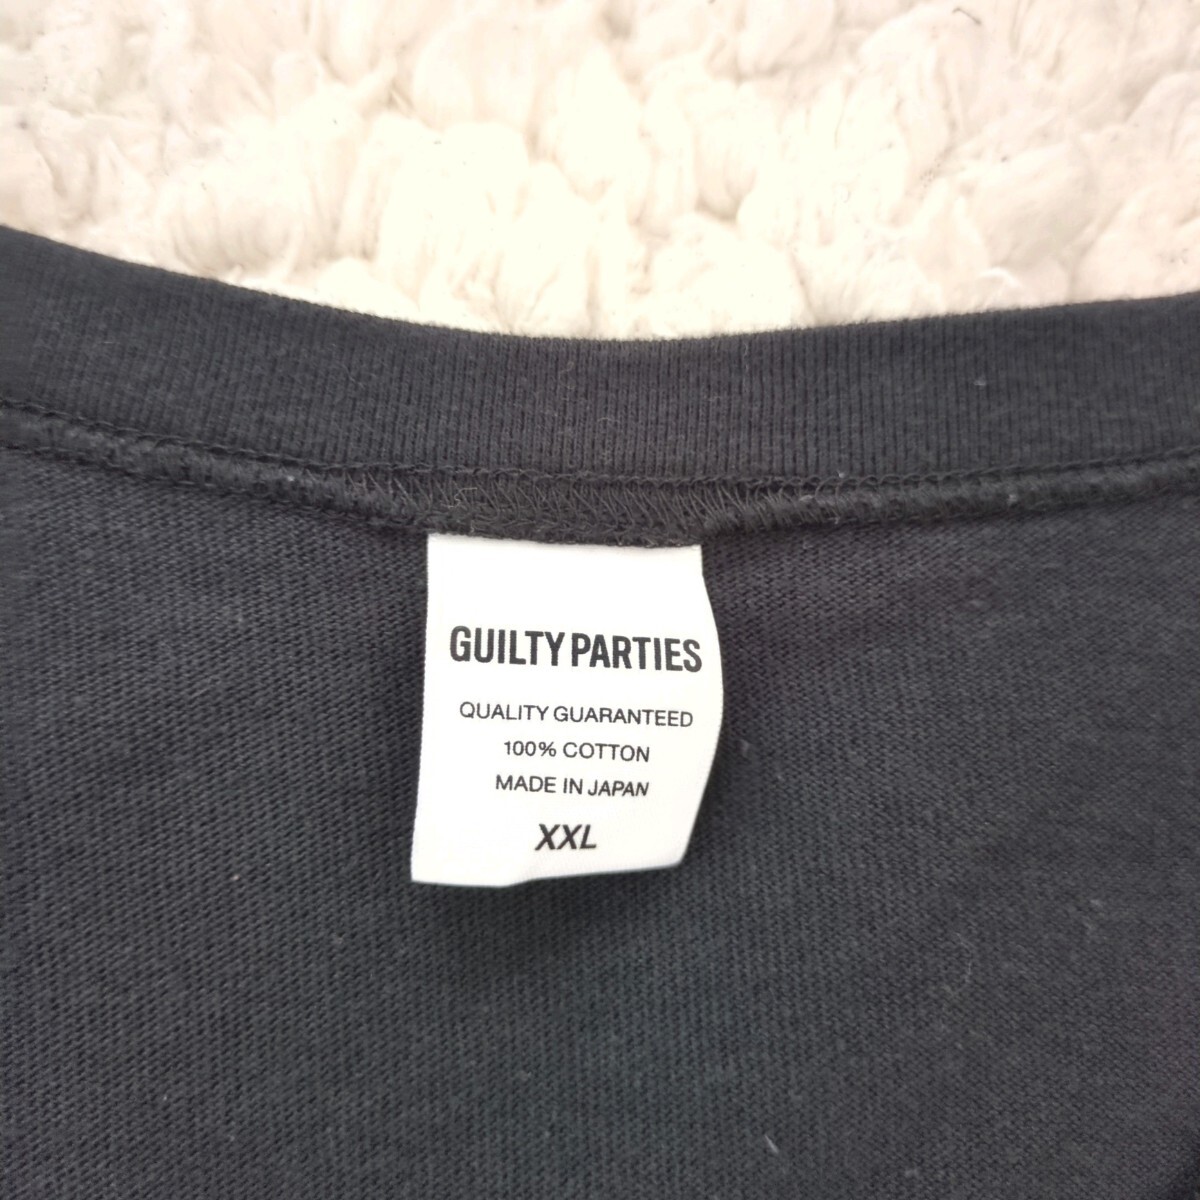 GUILTY PARTIES
QUALITY GUARANTEED
100% COTTON
MADE IN JAPAN
XXL